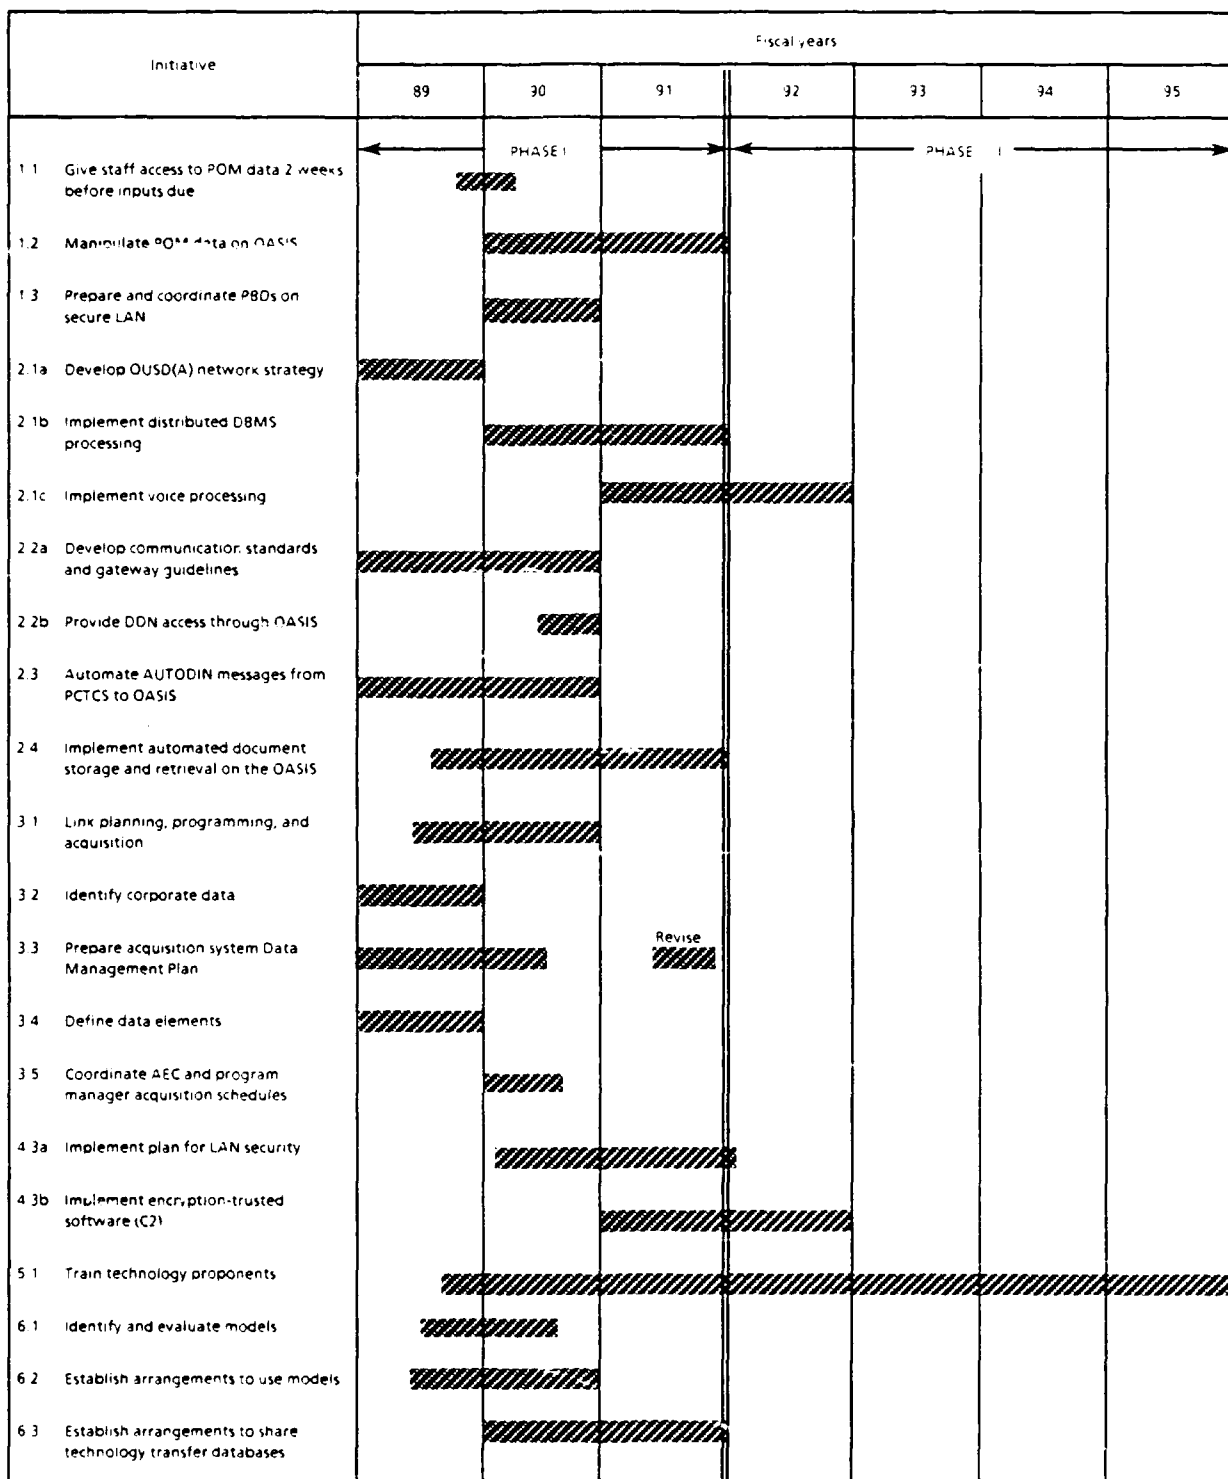 Fiscal years
Initiative
89 90 91 92 93 94 95
PHASE I PHASE II
1.1 Give staff access to POM data 2 weeks
before inputs due
1.2 Manipulate POM data on OASIS
1.3 Prepare and coordinate PBDs on
secure LAN
2.1a Develop OUSD(A) network strategy
2.1b Implement distributed DBMS
processing
2.1c Implement voice processing
2.2a Develop communication standards
and gateway guidelines
2.2b Provide DDN access through OASIS
2.3 Automate AUTODIN messages from
PCTCS to OASIS
2.4 Implement automated document
storage and retrieval on the OASIS
3.1 Link planning, programming, and
acquisition
3.2 Identify corporate data
Revise
3.3 Prepare acquisition system Data
Management Plan
3.4 Define data elements
3.5 Coordinate AEC and program
manager acquisition schedules
4.3a Implement plan for LAN security
4.3b Implement encryption-trusted
software (C2)
5.1 Train technology proponents
6.1 Identify and evaluate models
6.2 Establish arrangements to use models
6.3 Establish arrangements to share
technology transfer databases